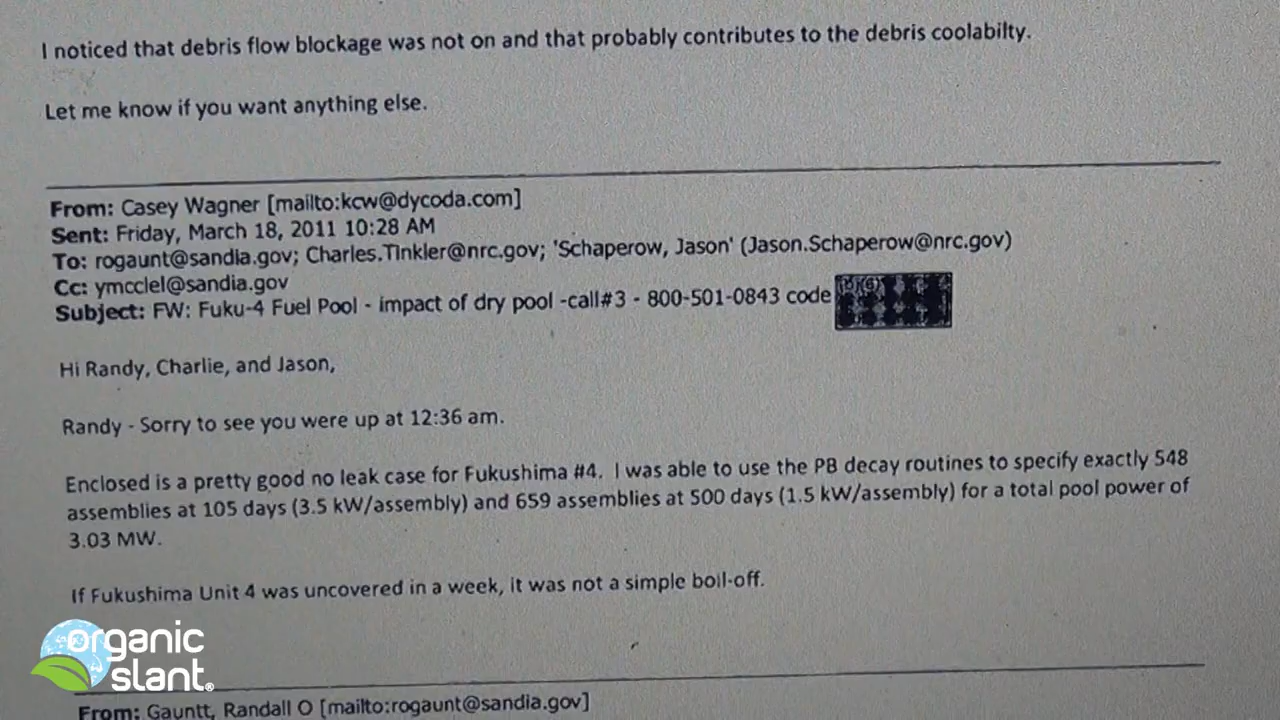 I noticed that debris flow blockage was not on and that probably contributes to the debris coolabilty.
Let me know if you want anything else.
From: Casey Wagner [mailto:kcw@dycoda.com]
Sent: Friday, March 18, 2011 10:28 AM
To: rogaunt@sandia.gov; Charles.Tinkler@nrc.gov; 'Schaperow, Jason' (Jason.Schaperow@nrc.gov)
Cc: ymcclel@sandia.gov
Subject: FW: Fuku-4 Fuel Pool - impact of dry pool -call#3 - 800-501-0843 code
Hi Randy, Charlie, and Jason,
Randy - Sorry to see you were up at 12:36 am.
Enclosed is a pretty good no leak case for Fukushima #4. I was able to use the PB decay routines to specify exactly 548
assemblies at 105 days (3.5 kW/assembly) and 659 assemblies at 500 days (1.5 kW/assembly) for a total pool power of
3.03 MW.
If Fukushima Unit 4 was uncovered in a week, it was not a simple boil-off.
organic
slant®
From: Gauntt, Randall O [mailto:rogaunt@sandia.gov]